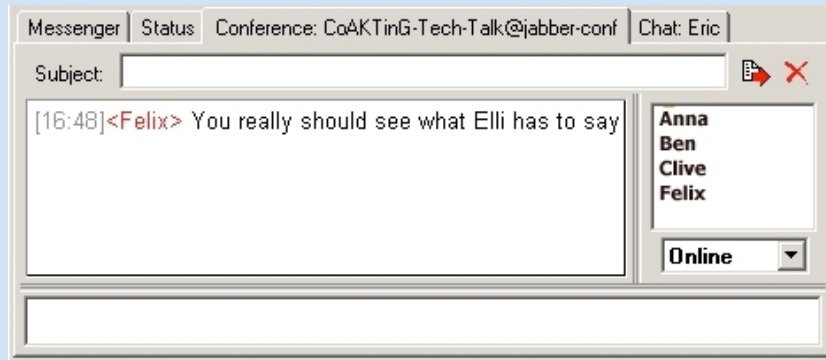 Messenger Status Conference: CoAKTinG-Tech-Talk@jabber-conf Chat: Eric
Subject:
[16:48]<Felix> You really should see what Elli has to say
Anna
Ben
Clive
Felix
Online